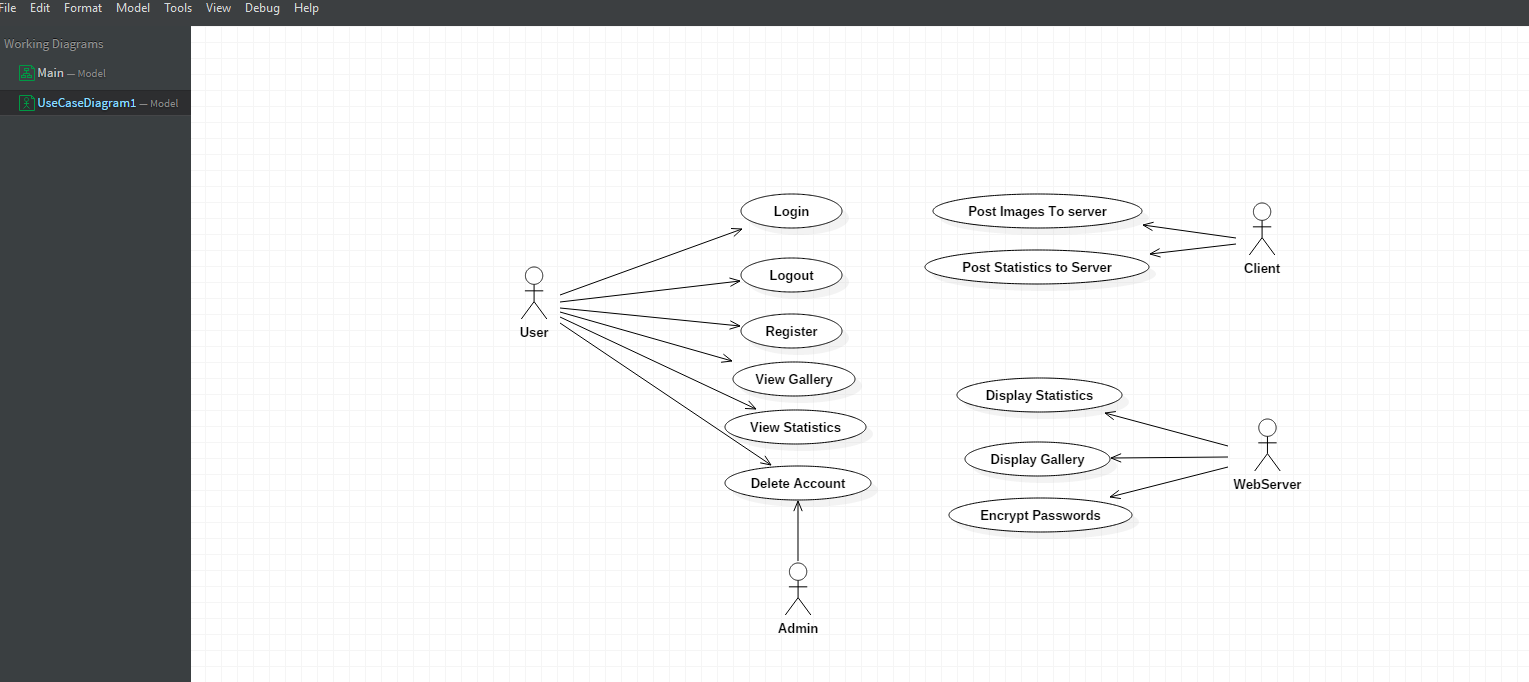 File Edit Format Model Tools View Debug Help
Working Diagrams
Main — Model
UseCaseDiagram1 — Model
Login
Logout
Register
View Gallery
View Statistics
Delete Account
User
Admin
Post Images To server
Post Statistics to Server
Client
Display Statistics
Display Gallery
Encrypt Passwords
WebServer